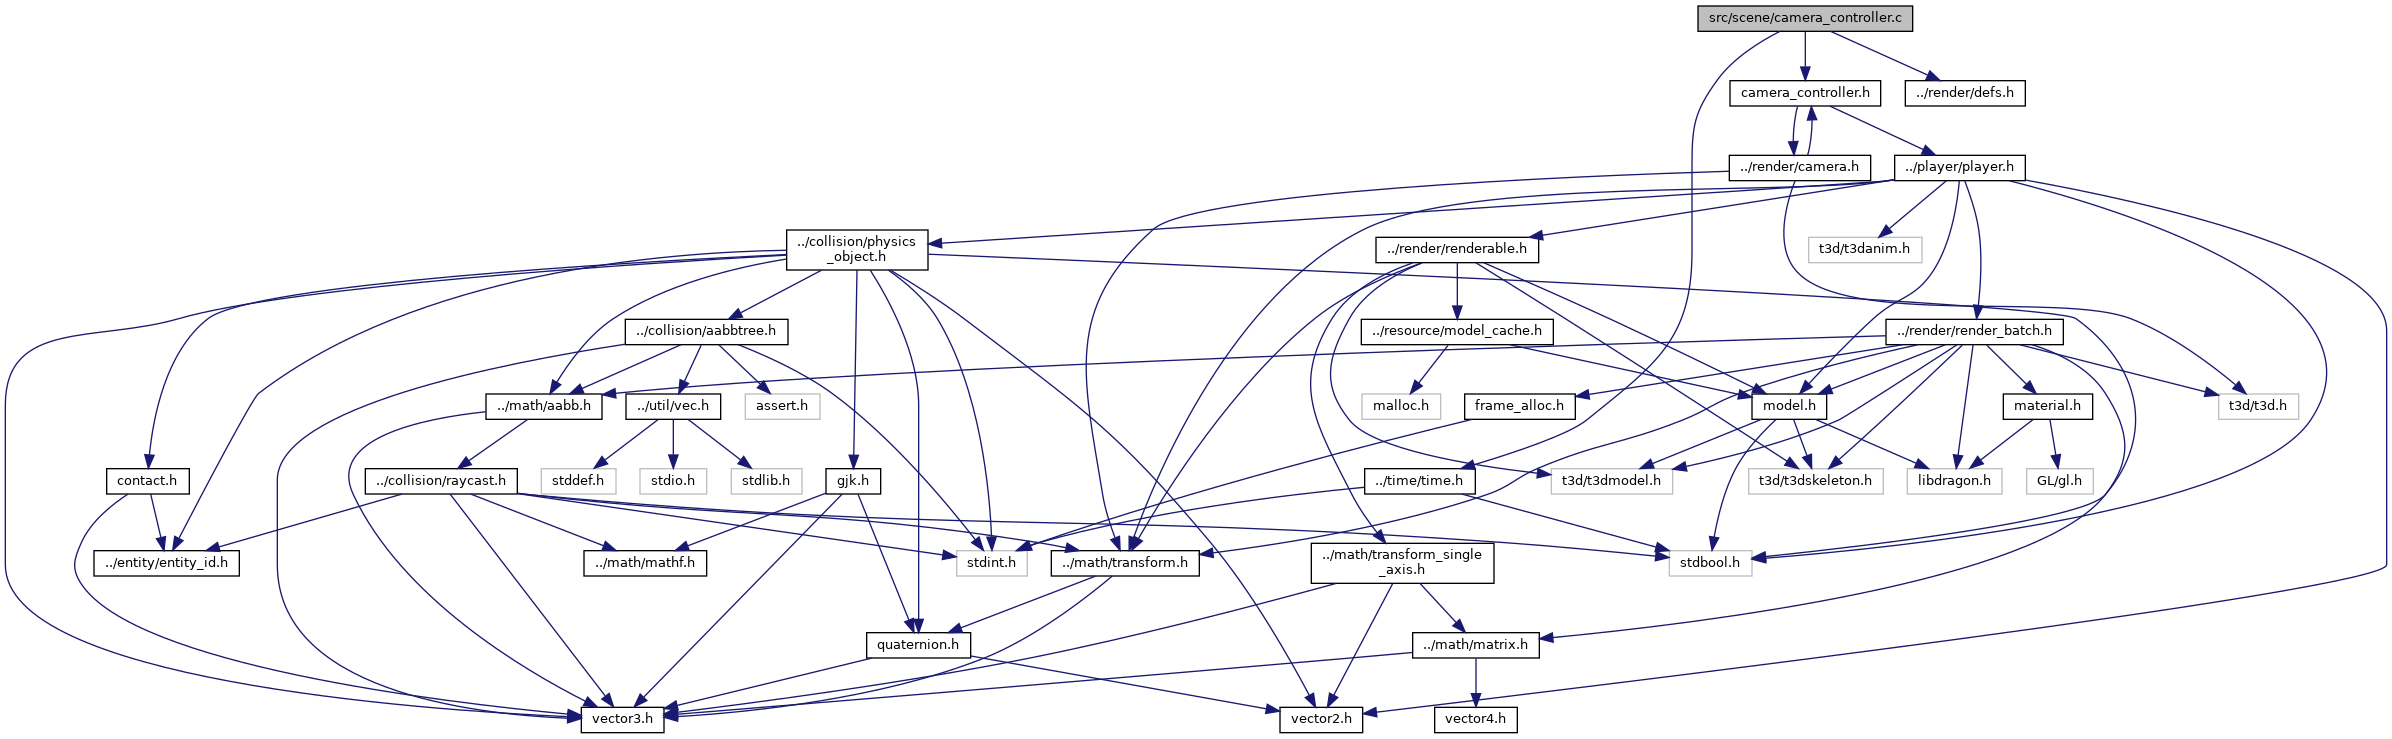 src/scene/camera_controller.c
camera_controller.h
../render/defs.h
../render/camera.h
../player/player.h
../collision/physics
_object.h
../render/renderable.h
t3d/t3danim.h
../collision/aabbtree.h
../resource/model_cache.h
../render/render_batch.h
../math/aabb.h
../util/vec.h
assert.h
malloc.h
frame_alloc.h
model.h
material.h
t3d/t3d.h
contact.h
../collision/raycast.h
stddef.h
stdio.h
stdlib.h
gjk.h
../time/time.h
t3d/t3dmodel.h
t3d/t3dskeleton.h
libdragon.h
GL/gl.h
../entity/entity_id.h
../math/mathf.h
stdint.h
../math/transform.h
../math/transform_single
_axis.h
stdbool.h
quaternion.h
../math/matrix.h
vector3.h
vector2.h
vector4.h